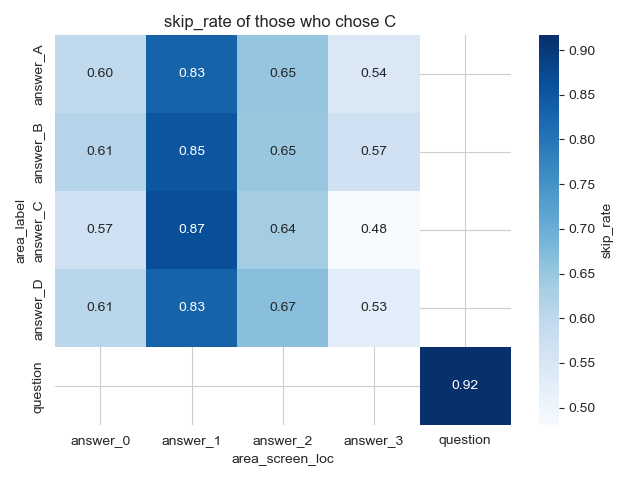 skip_rate of those who chose C
area_label
answer_A 0.60 0.83 0.65 0.54
answer_B 0.61 0.85 0.65 0.57
answer_C 0.57 0.87 0.64 0.48
answer_D 0.61 0.83 0.67 0.53
question 0.92
answer_0 answer_1 answer_2 answer_3 question
area_screen_loc
0.90
0.85
0.80
0.75
0.70
0.65
0.60
0.55
0.50
skip_rate